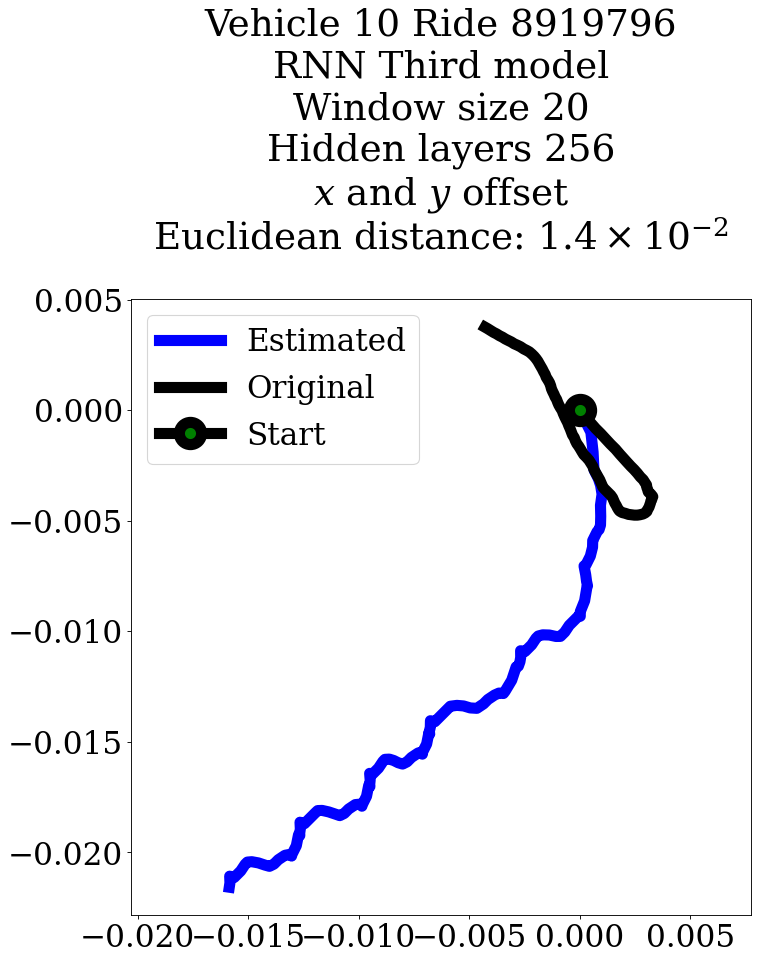 Vehicle 10 Ride 8919796
RNN Third model
Window size 20
Hidden layers 256
x and y offset
Euclidean distance: 1.4 × 10⁻²
Estimated
Original
Start
0.005
0.000
−0.005
−0.010
−0.015
−0.020
−0.020 −0.015 −0.010 −0.005 0.000 0.005